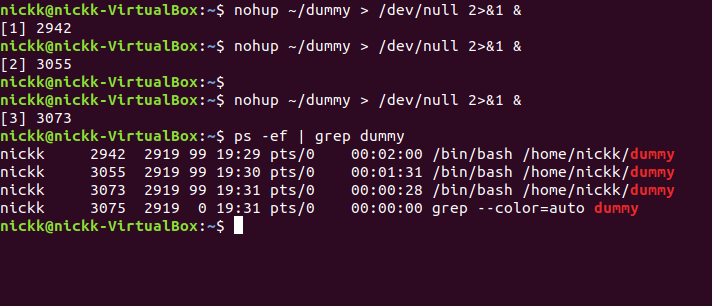 nickk@nickk-VirtualBox:~$ nohup ~/dummy > /dev/null 2>&1 &
[1] 2942
nickk@nickk-VirtualBox:~$ nohup ~/dummy > /dev/null 2>&1 &
[2] 3055
nickk@nickk-VirtualBox:~$
nickk@nickk-VirtualBox:~$ nohup ~/dummy > /dev/null 2>&1 &
[3] 3073
nickk@nickk-VirtualBox:~$ ps -ef | grep dummy
nickk     2942  2919 99 19:29 pts/0    00:02:00 /bin/bash /home/nickk/dummy
nickk     3055  2919 99 19:30 pts/0    00:01:31 /bin/bash /home/nickk/dummy
nickk     3073  2919 99 19:31 pts/0    00:00:28 /bin/bash /home/nickk/dummy
nickk     3075  2919  0 19:31 pts/0    00:00:00 grep --color=auto dummy
nickk@nickk-VirtualBox:~$